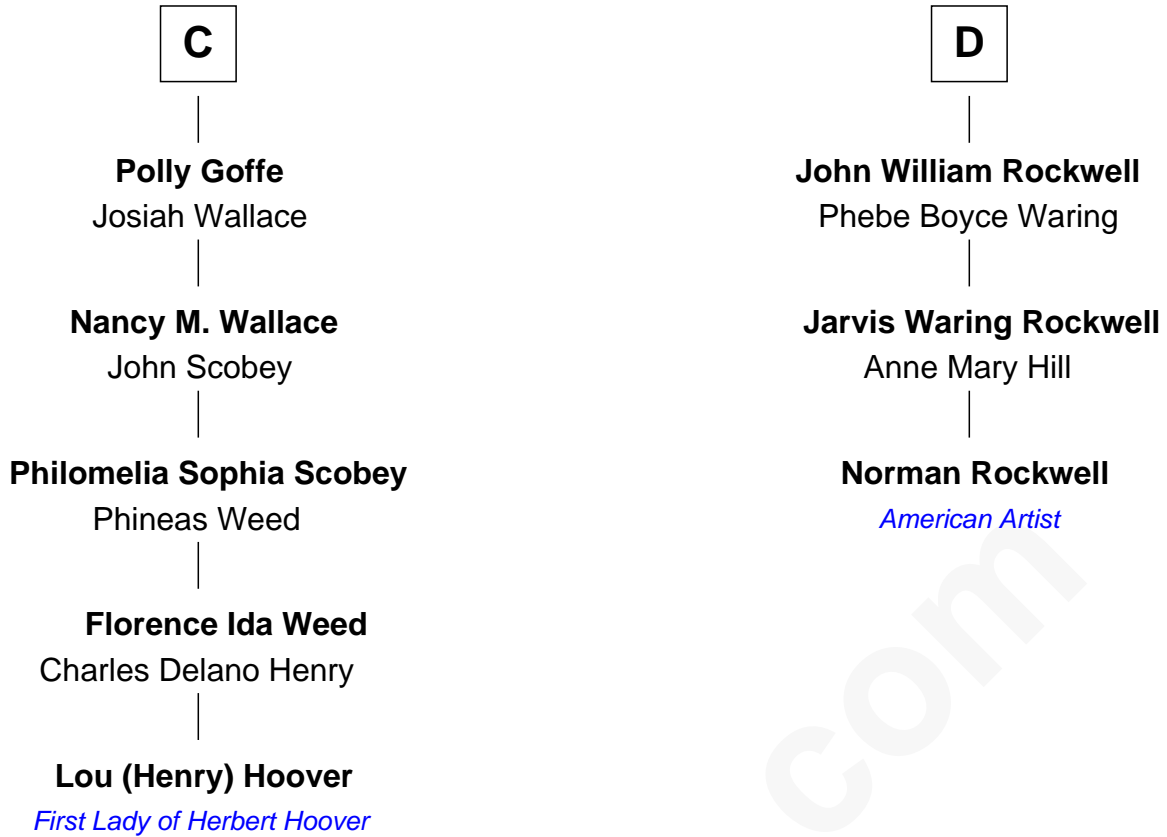 C
Polly Goffe
Josiah Wallace
Nancy M. Wallace
John Scobey
Philomelia Sophia Scobey
Phineas Weed
Florence Ida Weed
Charles Delano Henry
Lou (Henry) Hoover
First Lady of Herbert Hoover
D
John William Rockwell
Phebe Boyce Waring
Jarvis Waring Rockwell
Anne Mary Hill
Norman Rockwell
American Artist
com